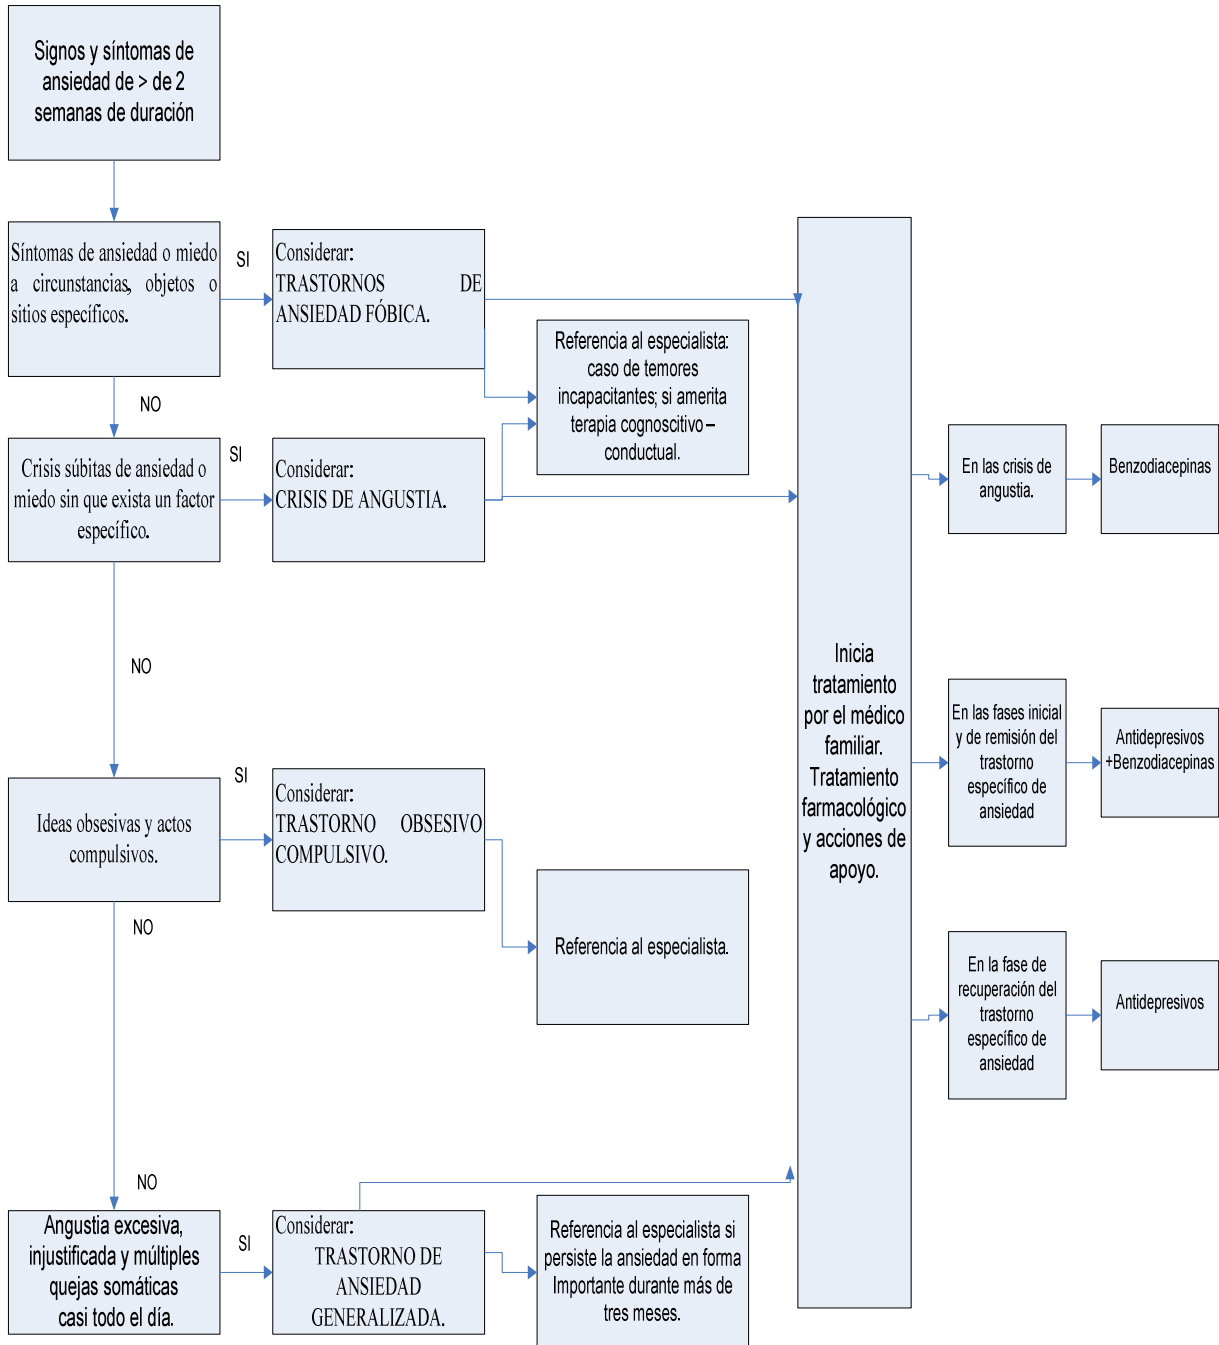 Signos y síntomas de
ansiedad de > de 2
semanas de duración
Síntomas de ansiedad o miedo
a circunstancias, objetos o
sitios específicos.
SI
Considerar:
TRASTORNOS DE
ANSIEDAD FÓBICA.
Referencia al especialista:
caso de temores
incapacitantes; si amerita
terapia cognoscitivo –
conductual.
NO
Crisis súbitas de ansiedad o
miedo sin que exista un factor
específico.
SI
Considerar:
CRISIS DE ANGUSTIA.
NO
Ideas obsesivas y actos
compulsivos.
SI
Considerar:
TRASTORNO OBSESIVO
COMPULSIVO.
Referencia al especialista.
NO
NO
Angustia excesiva,
injustificada y múltiples
quejas somáticas
casi todo el día.
SI
Considerar:
TRASTORNO DE
ANSIEDAD
GENERALIZADA.
Referencia al especialista si
persiste la ansiedad en forma
Importante durante más de
tres meses.
Inicia
tratamiento
por el médico
familiar.
Tratamiento
farmacológico
y acciones de
apoyo.
En las crisis de
angustia.
Benzodiacepinas
En las fases inicial
y de remisión del
trastorno
específico de
ansiedad
Antidepresivos
+Benzodiacepinas
En la fase de
recuperación del
trastorno
específico de
ansiedad
Antidepresivos